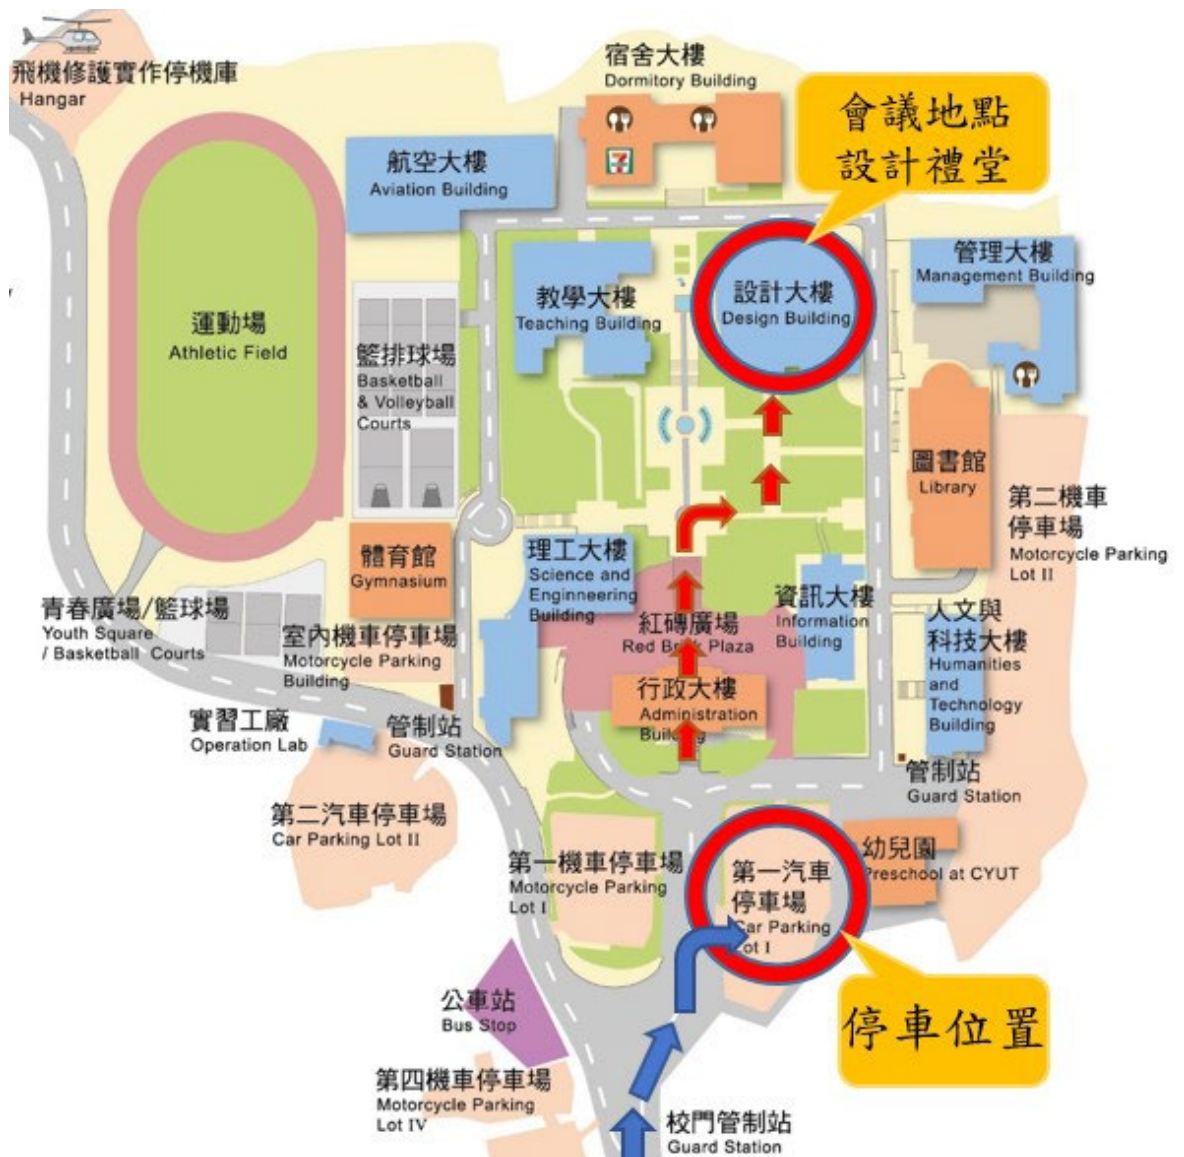 飛機修護實作停機庫
Hangar
宿舍大樓
Dormitory Building
會議地點
設計禮堂
航空大樓
Aviation Building
7
管理大樓
Management Building
設計大樓
Design Building
教學大樓
Teaching Building
運動場
Athletic Field
籃排球場
Basketball
& Volleyball
Courts
圖書館
Library
第二機車
停車場
Motorcycle Parking
Lot II
體育館
Gymnasium
理工大樓
Science and
Enginneering
Building
資訊大樓
Information
Building
青春廣場/籃球場
Youth Square
/ Basketball Courts
室內機車停車場
Motorcycle Parking
Building
紅磚廣場
Red Brick Plaza
人文與
科技大樓
Humanities
and
Technology
Building
行政大樓
Administration
Building
實習工廠
Operation Lab
管制站
Guard Station
管制站
Guard Station
第二汽車停車場
Car Parking Lot II
第一機車停車場
Motorcycle Parking
Lot I
第一汽車
停車場
Car Parking
Lot I
幼兒園
Preschool at CYUT
停車位置
公車站
Bus Stop
第四機車停車場
Motorcycle Parking
Lot IV
校門管制站
Guard Station